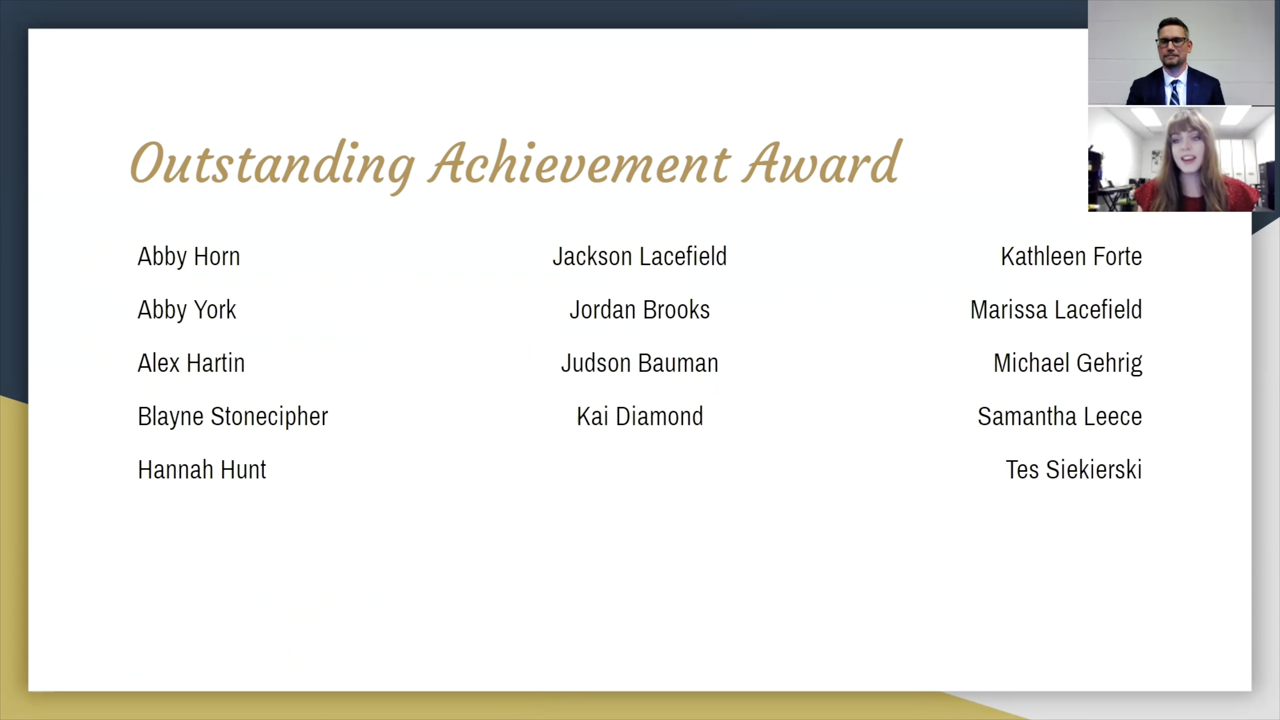 Outstanding Achievement Award
Abby Horn
Abby York
Alex Hartin
Blayne Stonecipher
Hannah Hunt
Jackson Lacefield
Jordan Brooks
Judson Bauman
Kai Diamond
Kathleen Forte
Marissa Lacefield
Michael Gehrig
Samantha Leece
Tes Siekierski